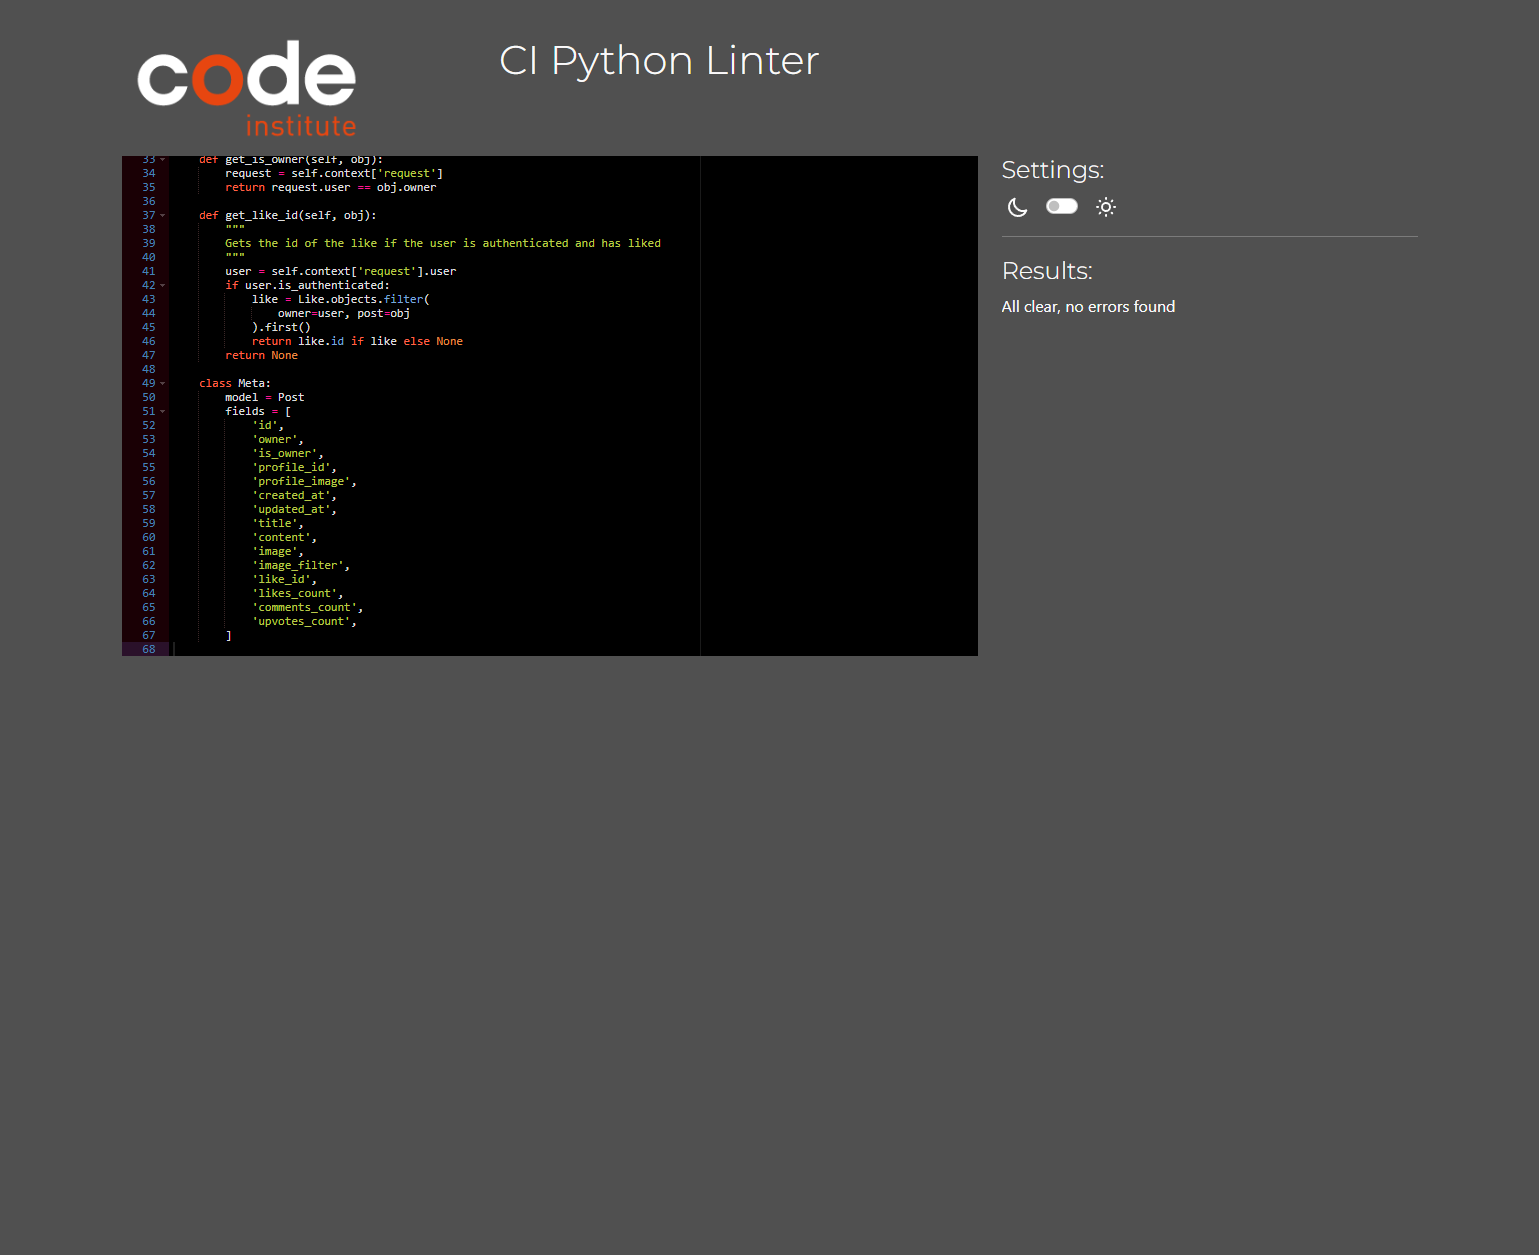 code
institute
CI Python Linter
33 def get_is_owner(self, obj):
34 request = self.context['request']
35 return request.user == obj.owner
36
37 def get_like_id(self, obj):
38 """
39 Gets the id of the like if the user is authenticated and has liked
40 """
41 user = self.context['request'].user
42 if user.is_authenticated:
43 like = Like.objects.filter(
44 owner=user, post=obj
45 ).first()
46 return like.id if like else None
47 return None
48
49 class Meta:
50 model = Post
51 fields = [
52 'id',
53 'owner',
54 'is_owner',
55 'profile_id',
56 'profile_image',
57 'created_at',
58 'updated_at',
59 'title',
60 'content',
61 'image',
62 'image_filter',
63 'like_id',
64 'likes_count',
65 'comments_count',
66 'upvotes_count',
67 ]
68
Settings:
Results:
All clear, no errors found